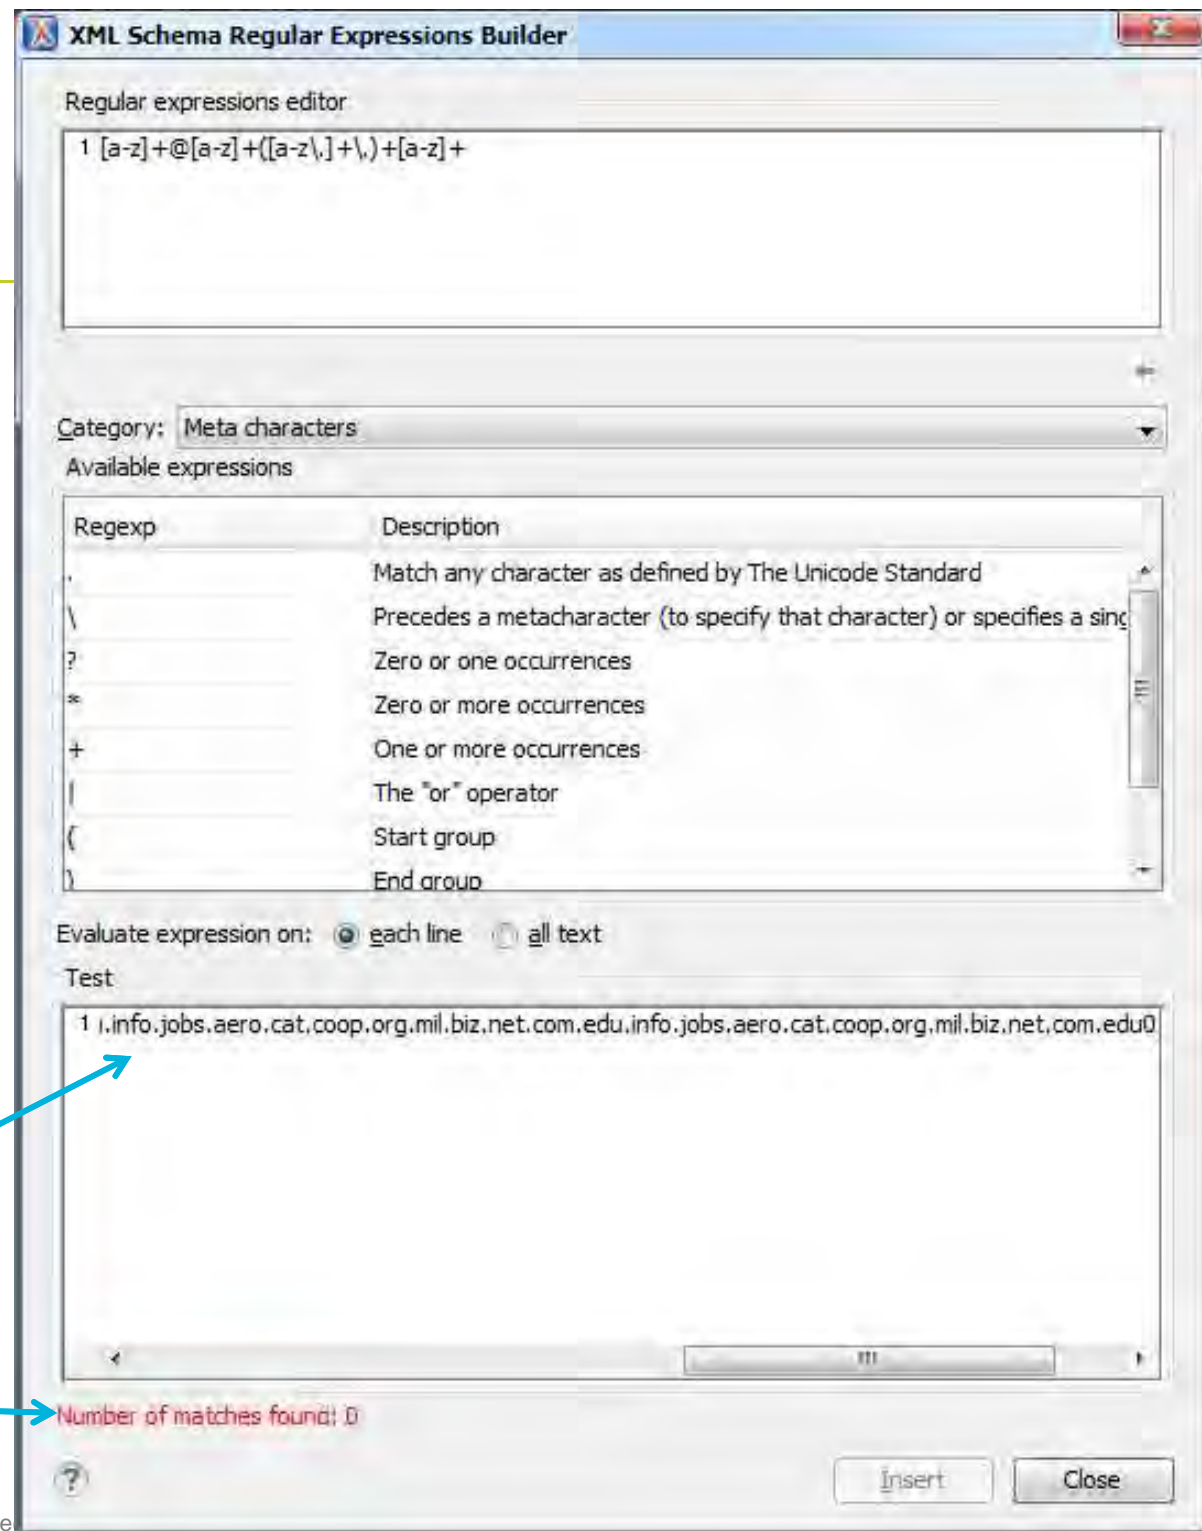 XML Schema Regular Expressions Builder
Regular expressions editor
1 [a-z]+@[a-z]+([a-z\.]+\.)+[a-z]+
Category: Meta characters
Available expressions
Regexp Description
. Match any character as defined by The Unicode Standard
\ Precedes a metacharacter (to specify that character) or specifies a sing
? Zero or one occurrences
* Zero or more occurrences
+ One or more occurrences
| The "or" operator
( Start group
) End group
Evaluate expression on: each line all text
Test
1 .info.jobs.aero.cat.coop.org.mil.biz.net.com.edu.info.jobs.aero.cat.coop.org.mil.biz.net.com.edu0
Number of matches found: 0
?
Insert Close
e